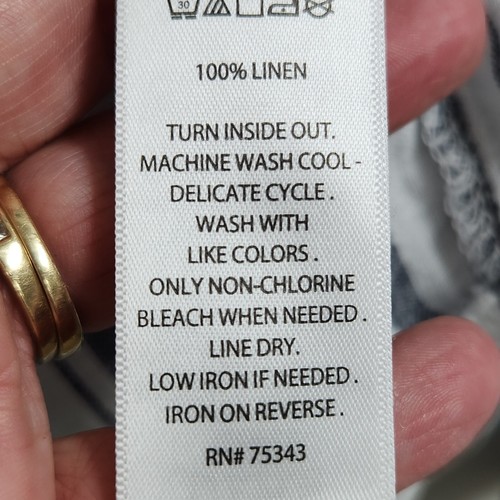 30
100% LINEN
TURN INSIDE OUT.
MACHINE WASH COOL -
DELICATE CYCLE .
WASH WITH
LIKE COLORS .
ONLY NON-CHLORINE
BLEACH WHEN NEEDED .
LINE DRY.
LOW IRON IF NEEDED .
IRON ON REVERSE .
RN# 75343